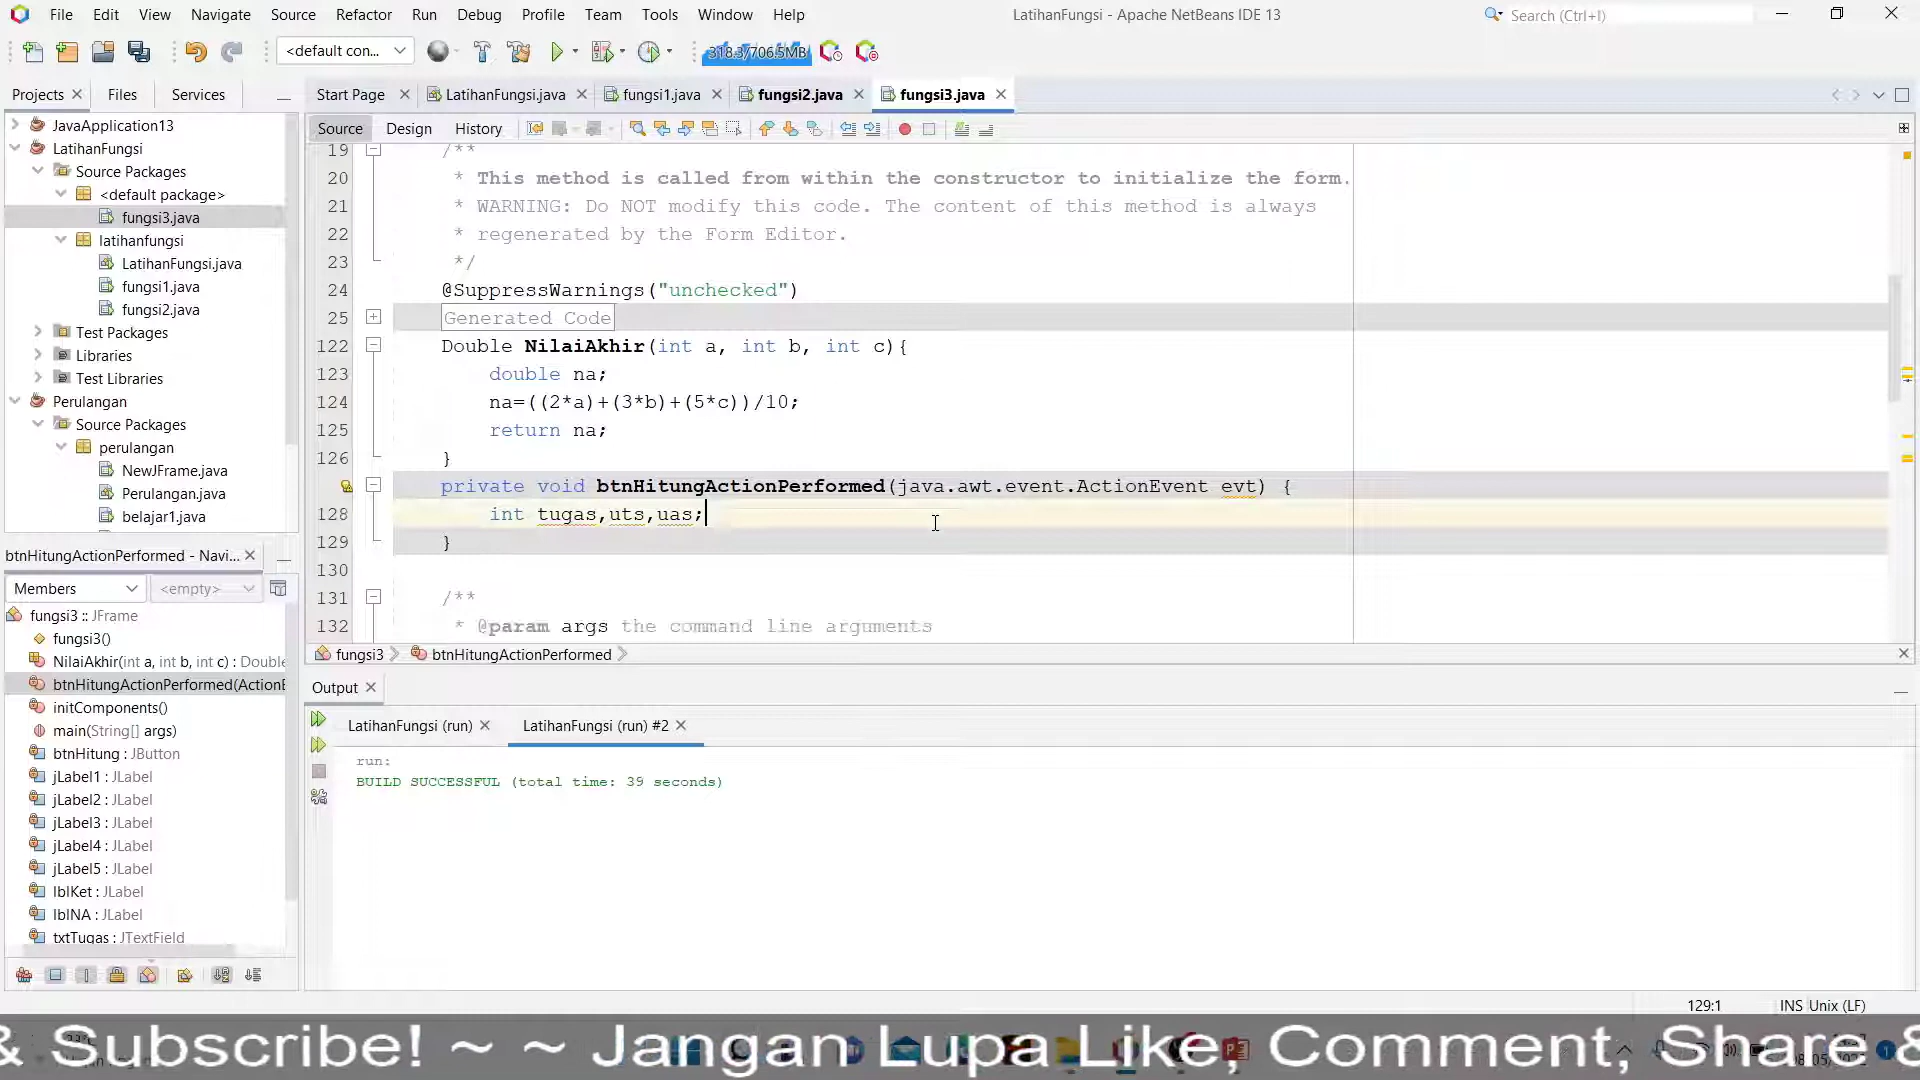 File Edit View Navigate Source Refactor Run Debug Profile Team Tools Window Help
LatihanFungsi - Apache NetBeans IDE 13
Search (Ctrl+I)
<default con...
318.3/706.5MB
Projects Files Services
Start Page LatihanFungsi.java fungsi1.java fungsi2.java fungsi3.java
Source Design History
JavaApplication13
LatihanFungsi
Source Packages
<default package>
fungsi3.java
latihanfungsi
LatihanFungsi.java
fungsi1.java
fungsi2.java
Test Packages
Libraries
Test Libraries
Perulangan
Source Packages
perulangan
NewJFrame.java
Perulangan.java
belajar1.java
19 /**
20 * This method is called from within the constructor to initialize the form.
21 * WARNING: Do NOT modify this code. The content of this method is always
22 * regenerated by the Form Editor.
23 */
24 @SuppressWarnings("unchecked")
25 Generated Code
122 Double NilaiAkhir(int a, int b, int c){
123 double na;
124 na=((2*a)+(3*b)+(5*c))/10;
125 return na;
126 }
private void btnHitungActionPerformed(java.awt.event.ActionEvent evt) {
128 int tugas,uts,uas;
129 }
130
131 /**
132 * @param args the command line arguments
fungsi3 btnHitungActionPerformed
btnHitungActionPerformed - Navi...
Members <empty>
fungsi3 :: JFrame
fungsi3()
NilaiAkhir(int a, int b, int c) : Double
btnHitungActionPerformed(ActionE
initComponents()
main(String[] args)
btnHitung : JButton
jLabel1 : JLabel
jLabel2 : JLabel
jLabel3 : JLabel
jLabel4 : JLabel
jLabel5 : JLabel
lblKet : JLabel
lblNA : JLabel
txtTugas : JTextField
Output
LatihanFungsi (run) LatihanFungsi (run) #2
run:
BUILD SUCCESSFUL (total time: 39 seconds)
129:1 INS Unix (LF)
& Subscribe! ~ ~ Jangan Lupa Like, Comment, Share &